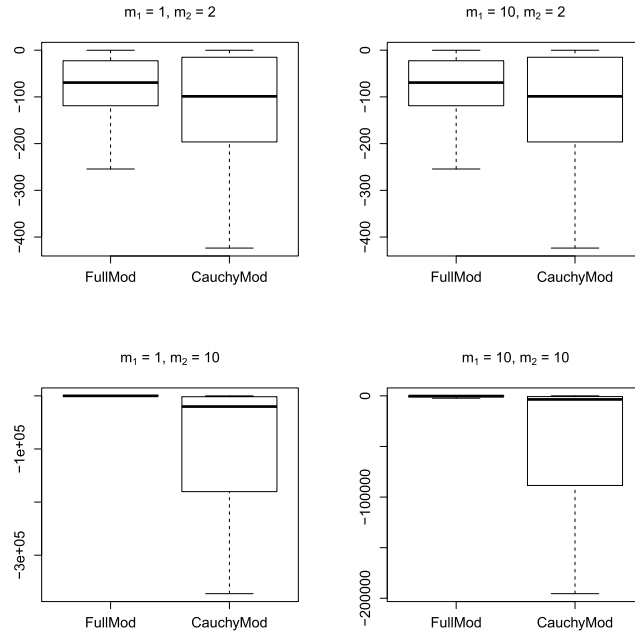 m₁ = 1, m₂ = 2
0
−100
−200
−300
−400
FullMod CauchyMod
m₁ = 10, m₂ = 2
0
−100
−200
−300
−400
FullMod CauchyMod
m₁ = 1, m₂ = 10
−1e+05
−3e+05
FullMod CauchyMod
m₁ = 10, m₂ = 10
0
−100000
−200000
FullMod CauchyMod